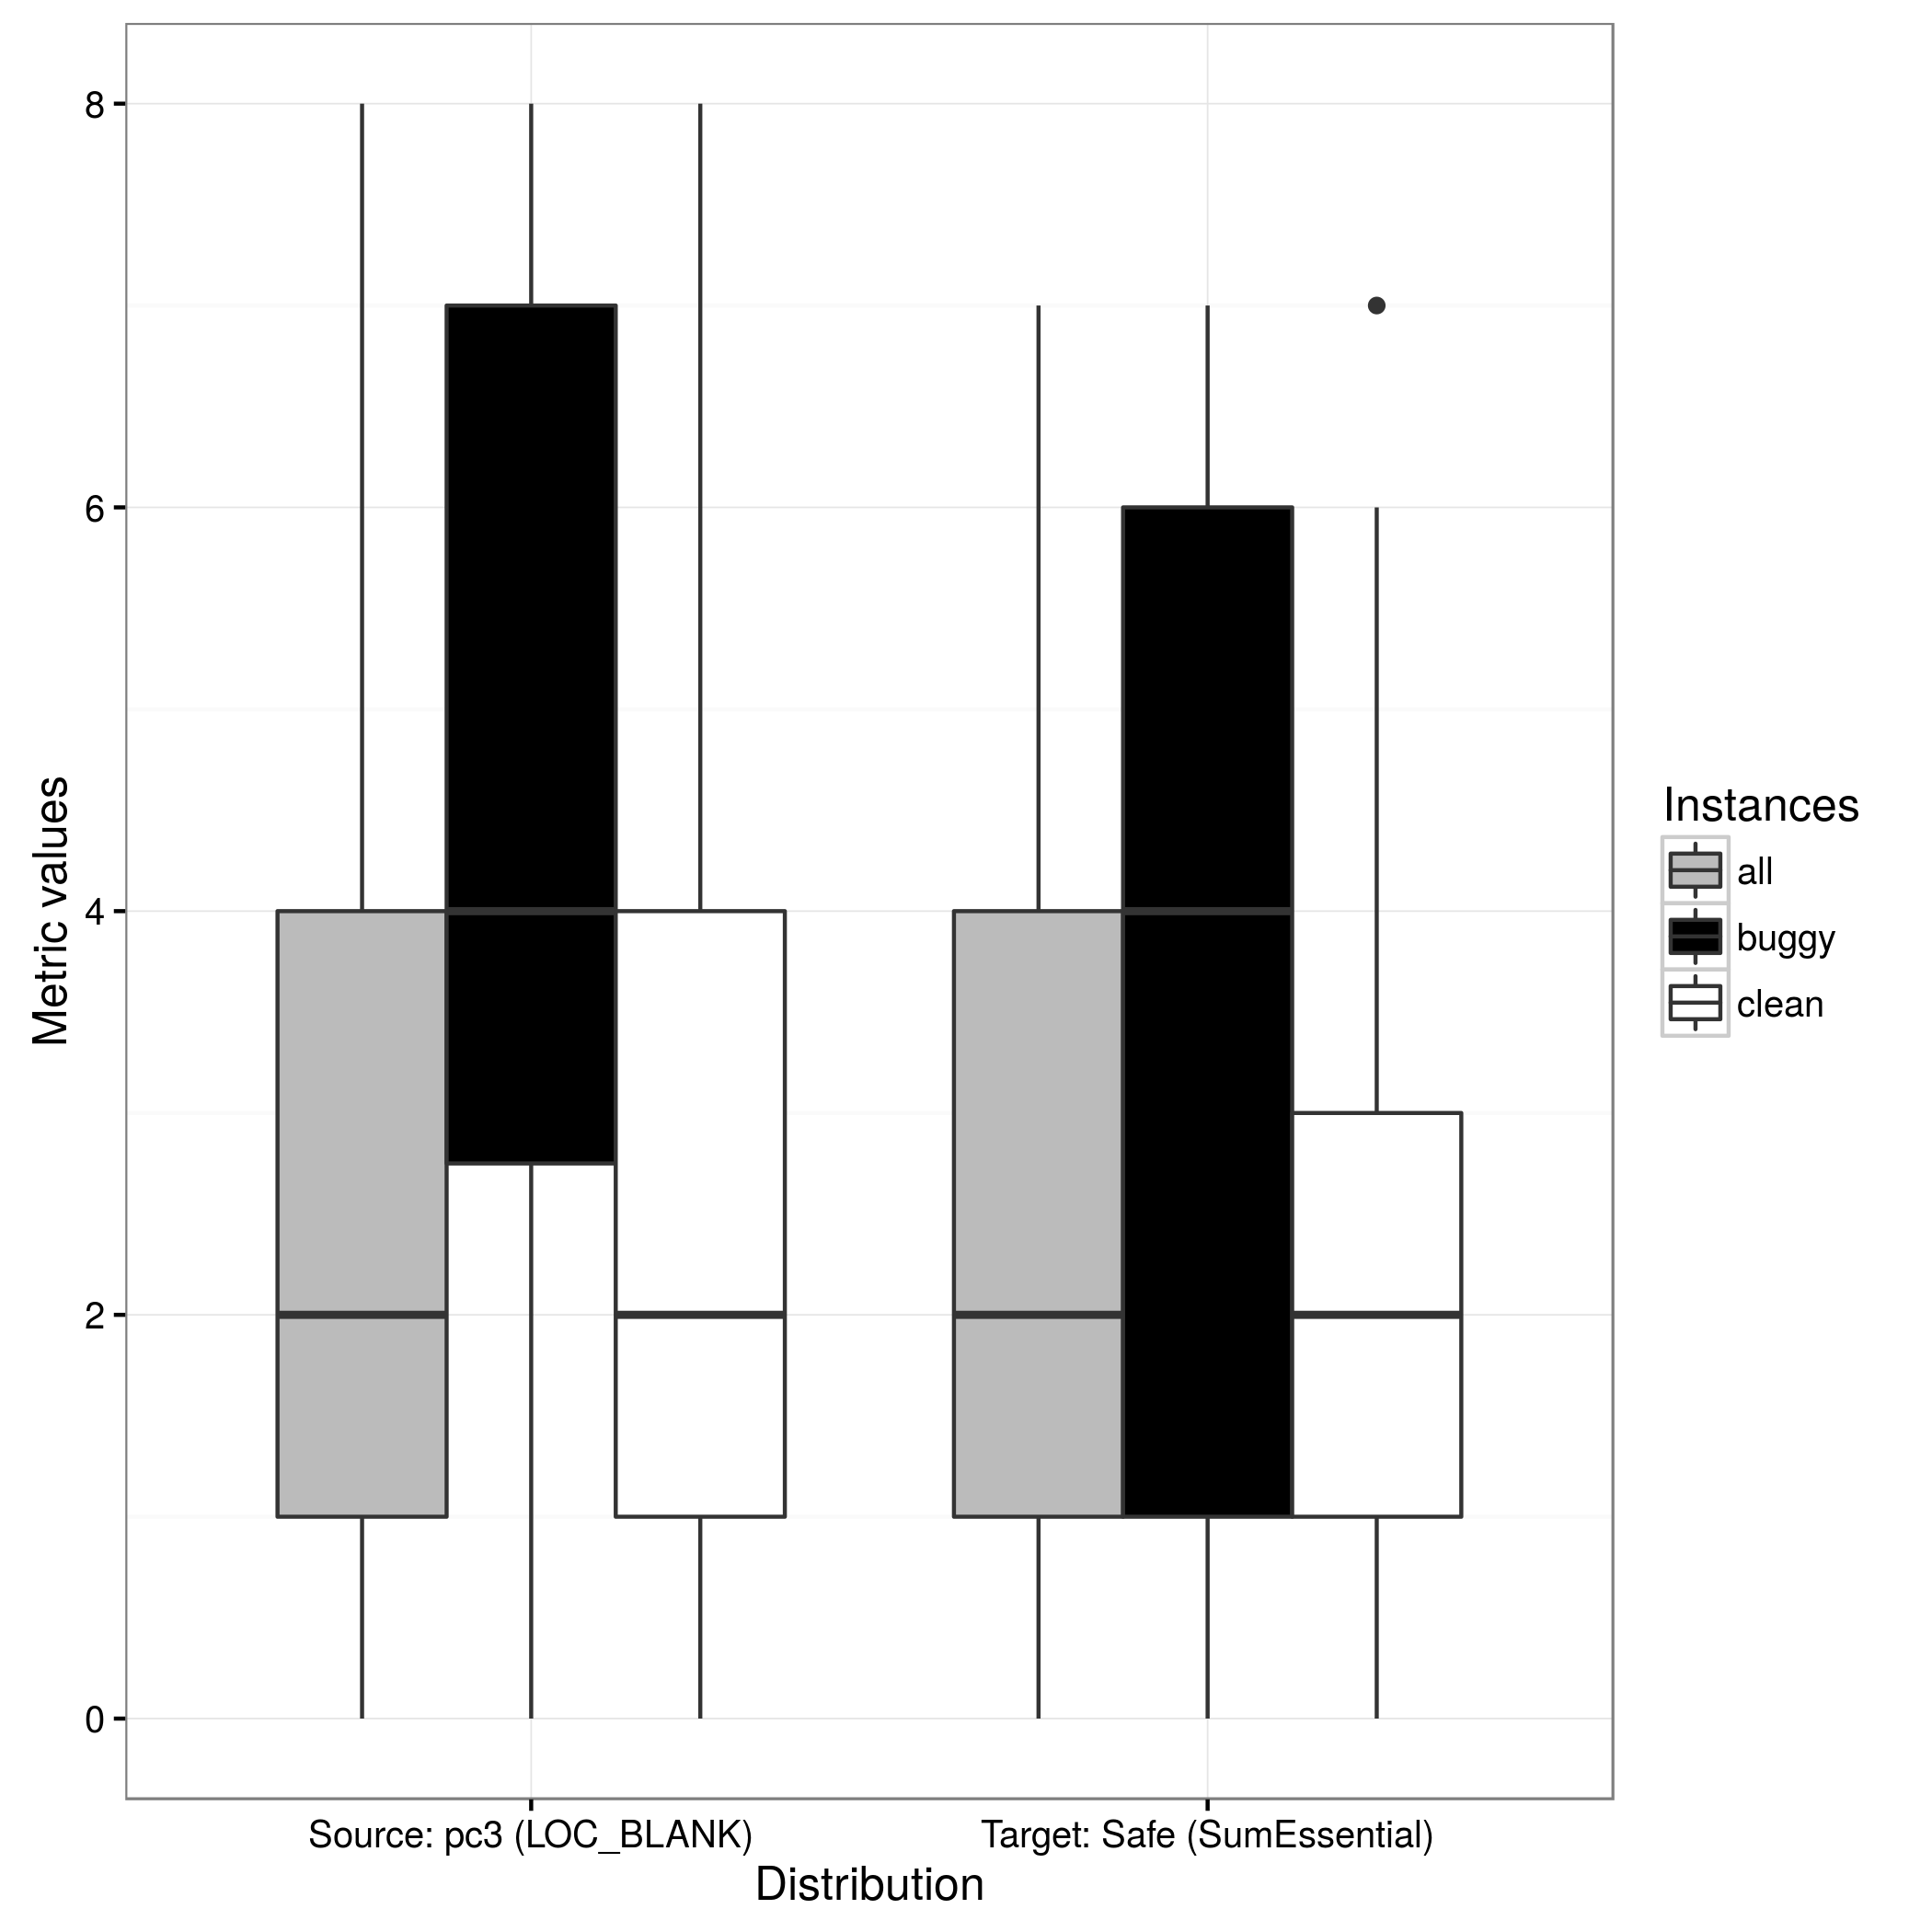 8
6
4
2
0
Metric values
Source: pc3 (LOC_BLANK)
Target: Safe (SumEssential)
Distribution
Instances
all
buggy
clean